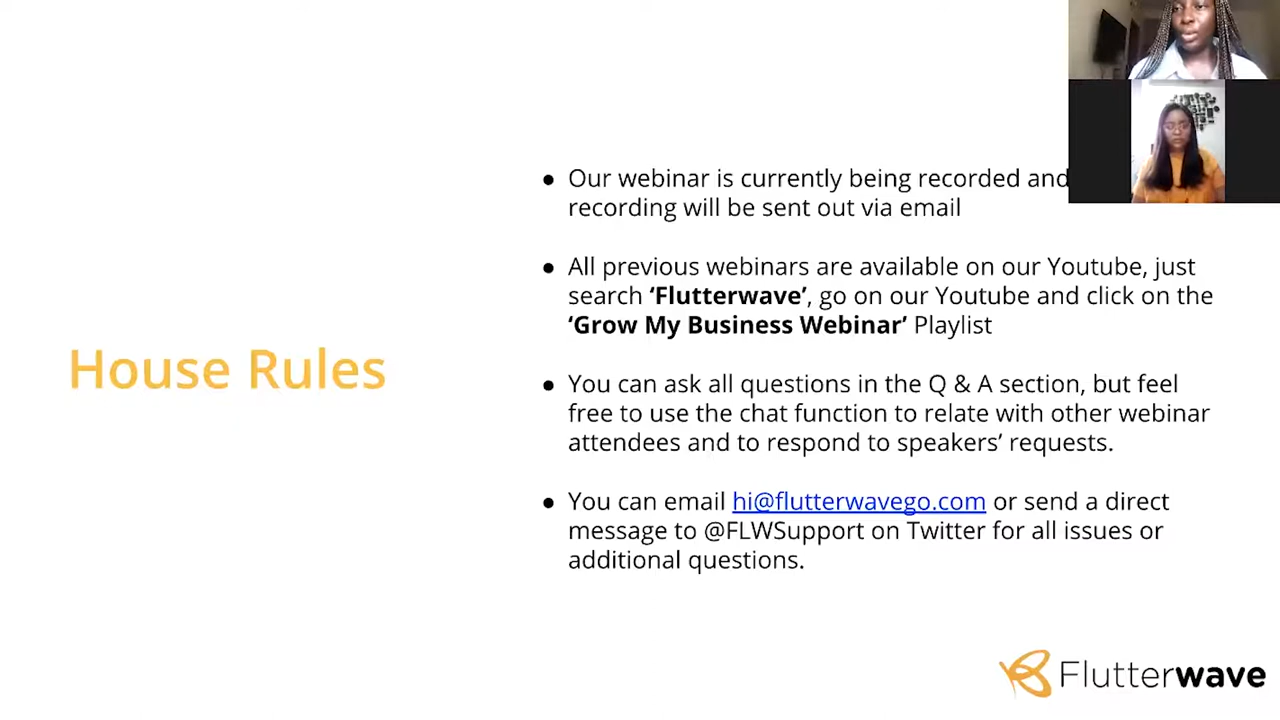 House Rules
● Our webinar is currently being recorded and
recording will be sent out via email
● All previous webinars are available on our Youtube, just
search ‘Flutterwave’, go on our Youtube and click on the
‘Grow My Business Webinar’ Playlist
● You can ask all questions in the Q & A section, but feel
free to use the chat function to relate with other webinar
attendees and to respond to speakers’ requests.
● You can email hi@flutterwavego.com or send a direct
message to @FLWSupport on Twitter for all issues or
additional questions.
Flutterwave